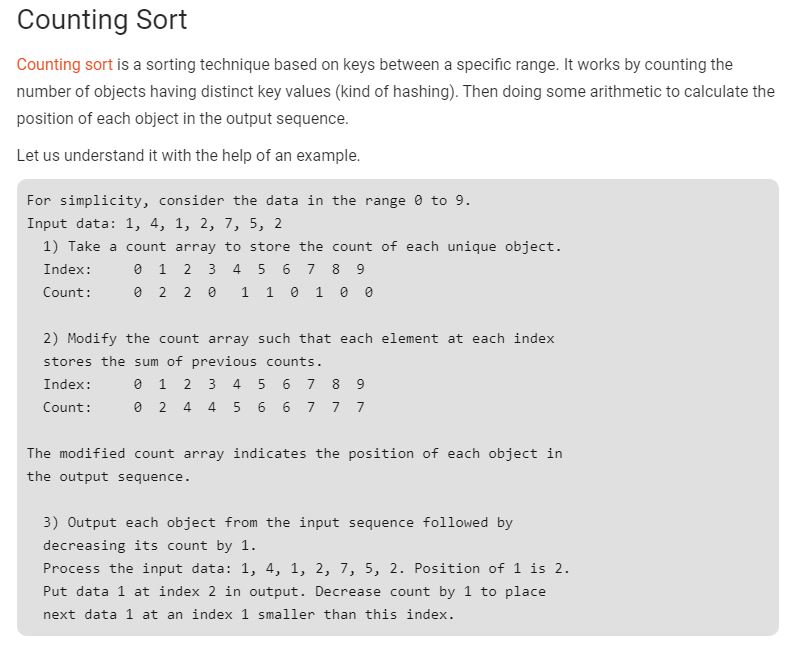 Counting Sort
Counting sort is a sorting technique based on keys between a specific range. It works by counting the
number of objects having distinct key values (kind of hashing). Then doing some arithmetic to calculate the
position of each object in the output sequence.
Let us understand it with the help of an example.
For simplicity, consider the data in the range 0 to 9.
Input data: 1, 4, 1, 2, 7, 5, 2
1) Take a count array to store the count of each unique object.
Index: 0 1 2 3 4 5 6 7 8 9
Count: 0 2 2 0 1 1 0 1 0 0
2) Modify the count array such that each element at each index
stores the sum of previous counts.
Index: 0 1 2 3 4 5 6 7 8 9
Count: 0 2 4 4 5 6 6 7 7 7
The modified count array indicates the position of each object in
the output sequence.
3) Output each object from the input sequence followed by
decreasing its count by 1.
Process the input data: 1, 4, 1, 2, 7, 5, 2. Position of 1 is 2.
Put data 1 at index 2 in output. Decrease count by 1 to place
next data 1 at an index 1 smaller than this index.